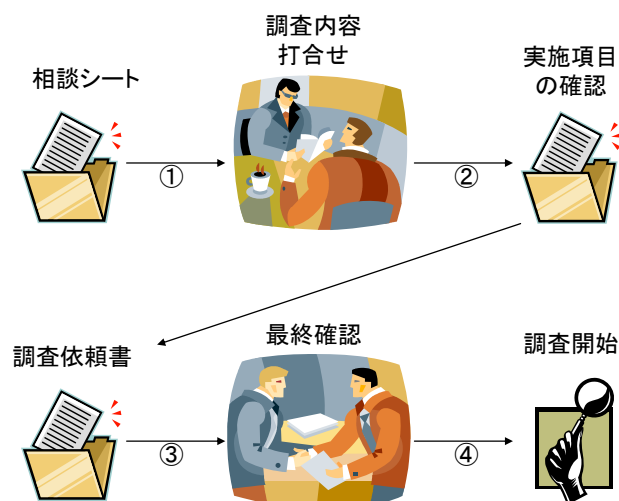 相談シート
調査内容
打合せ
実施項目
の確認
①
②
調査依頼書
最終確認
調査開始
③
④